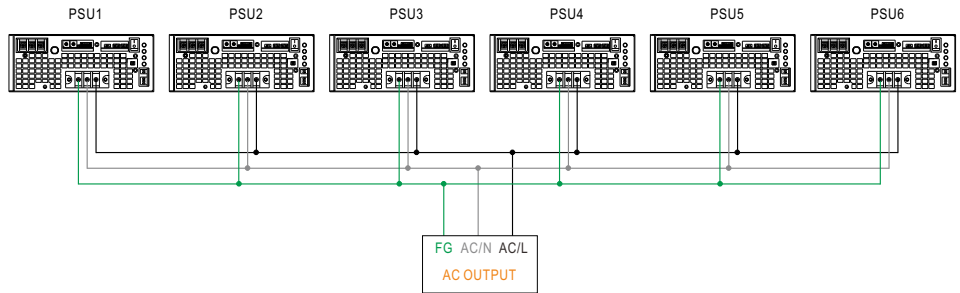 PSU1 PSU2 PSU3 PSU4 PSU5 PSU6
FG AC/N AC/L
AC OUTPUT